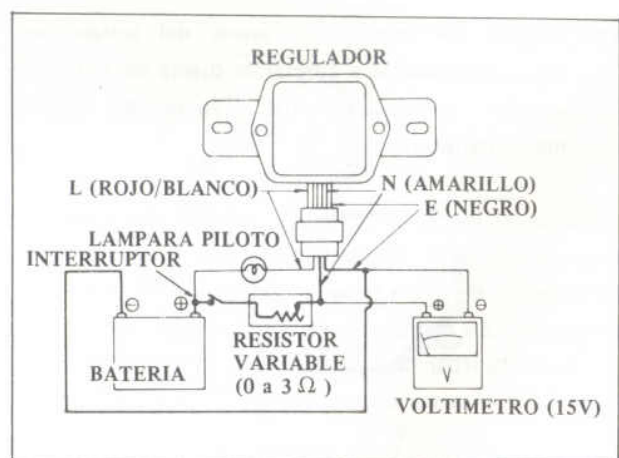 REGULADOR
L (ROJO/BLANCO)
N (AMARILLO)
E (NEGRO)
LAMPARA PILOTO
INTERRUPTOR
⊖ ⊕
⊕ ⊖
BATERIA
RESISTOR
VARIABLE
(0 a 3 Ω)
V
VOLTIMETRO (15V)